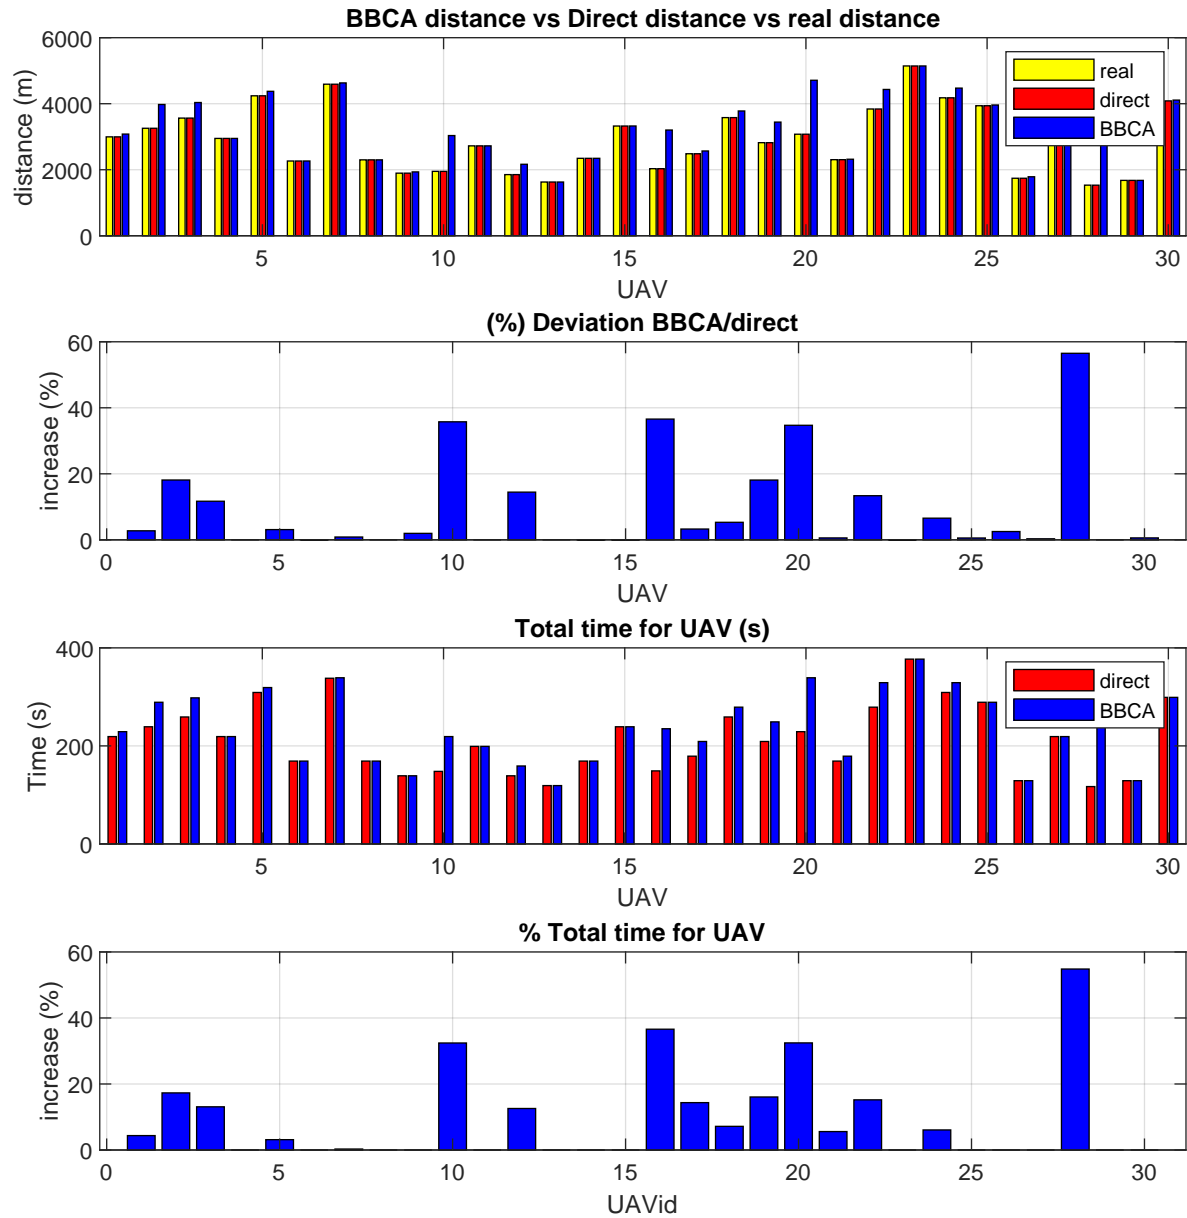 BBCA distance vs Direct distance vs real distance
distance (m)
6000
4000
2000
0
real
direct
BBCA
5 10 15 20 25 30
UAV
(%) Deviation BBCA/direct
increase (%)
60
40
20
0
0 5 10 15 20 25 30
UAV
Total time for UAV (s)
Time (s)
400
200
0
direct
BBCA
5 10 15 20 25 30
UAV
% Total time for UAV
increase (%)
60
40
20
0
0 5 10 15 20 25 30
UAVid